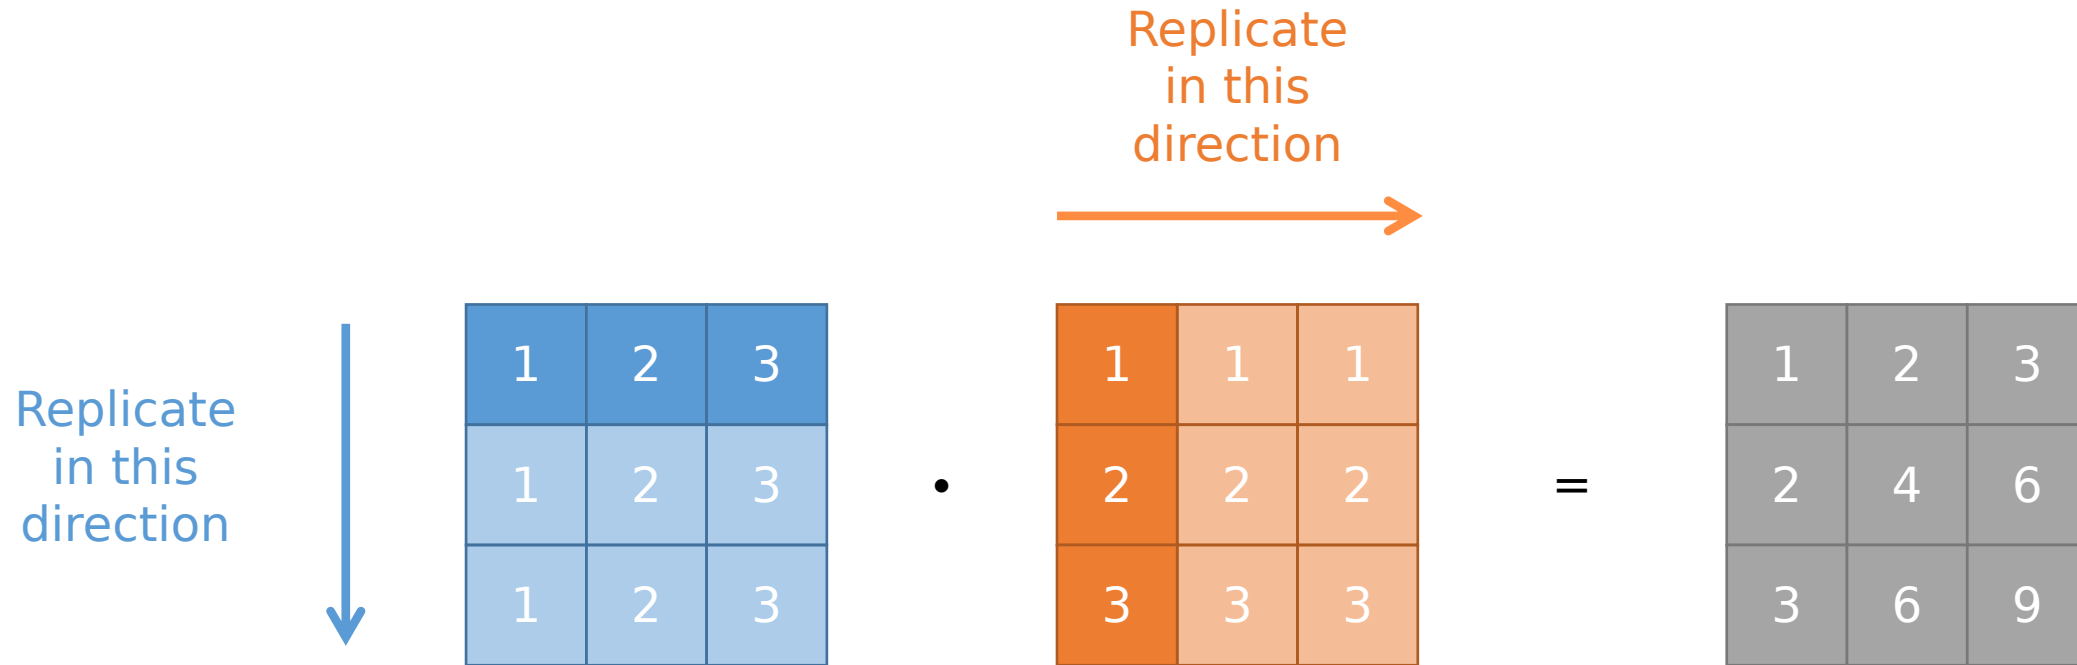 Replicate
in this
direction
Replicate
in this
direction
1 2 3
1 2 3
1 2 3
•
1 1 1
2 2 2
3 3 3
=
1 2 3
2 4 6
3 6 9